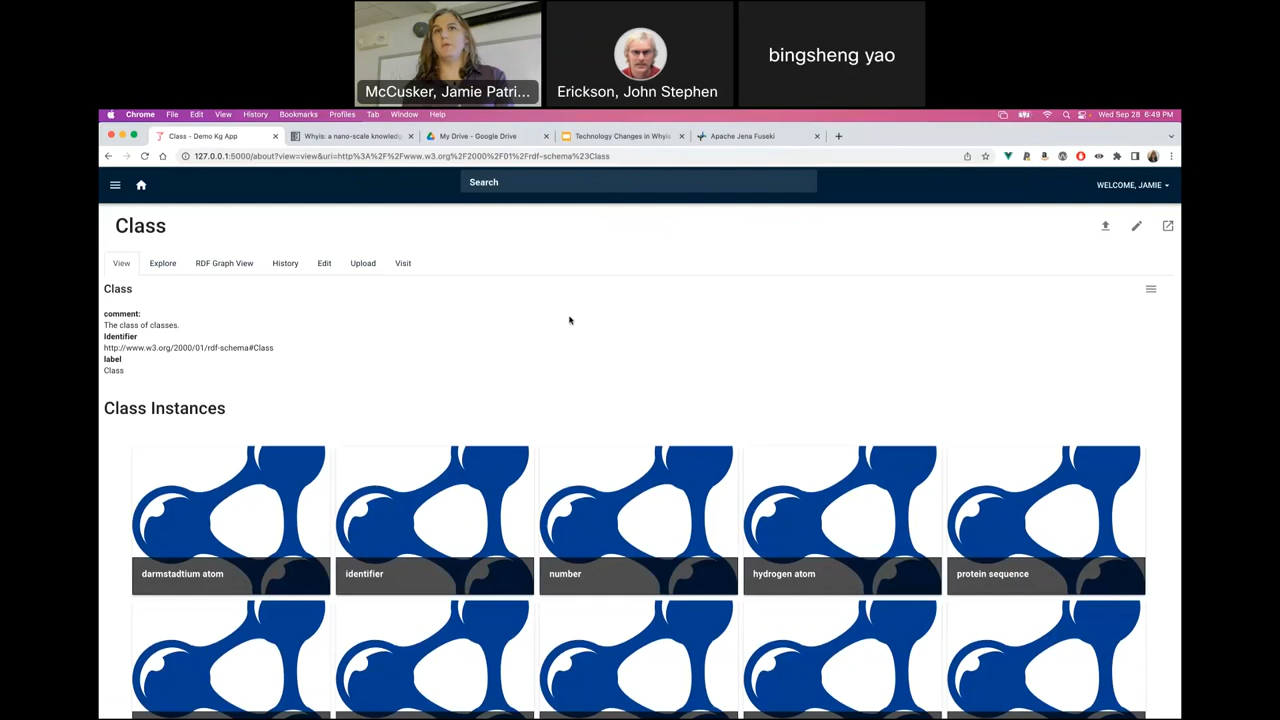 McCusker, Jamie Patri...
Erickson, John Stephen
bingsheng yao
Chrome File Edit View History Bookmarks Profiles Tab Window Help
Wed Sep 28 6:49 PM
Class - Demo Kg App
Whyis: a nano-scale knowledg
My Drive - Google Drive
Technology Changes in Whyis
Apache Jena Fuseki
127.0.0.1:5000/about?view=view&uri=http%3A%2F%2Fwww.w3.org%2F2000%2F01%2Frdf-schema%23Class
Search
WELCOME, JAMIE
Class
View Explore RDF Graph View History Edit Upload Visit
Class
comment:
The class of classes.
Identifier
http://www.w3.org/2000/01/rdf-schema#Class
label
Class
Class Instances
darmstadtium atom
identifier
number
hydrogen atom
protein sequence